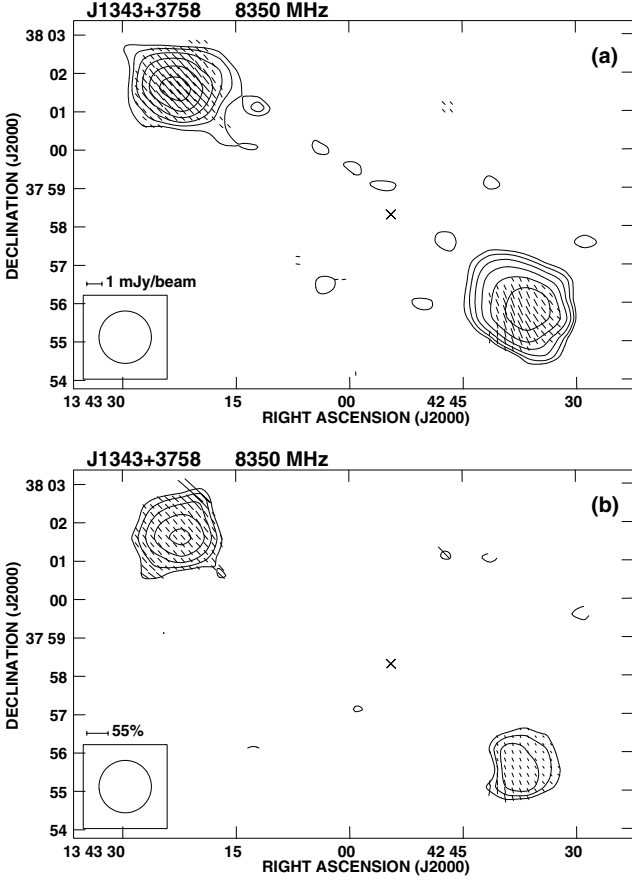 J1343+3758 8350 MHz
(a)
38 03
02
01
00
37 59
58
57
56
55
54
DECLINATION (J2000)
1 mJy/beam
13 43 30 15 00 42 45 30
RIGHT ASCENSION (J2000)
J1343+3758 8350 MHz
(b)
38 03
02
01
00
37 59
58
57
56
55
54
DECLINATION (J2000)
55%
13 43 30 15 00 42 45 30
RIGHT ASCENSION (J2000)